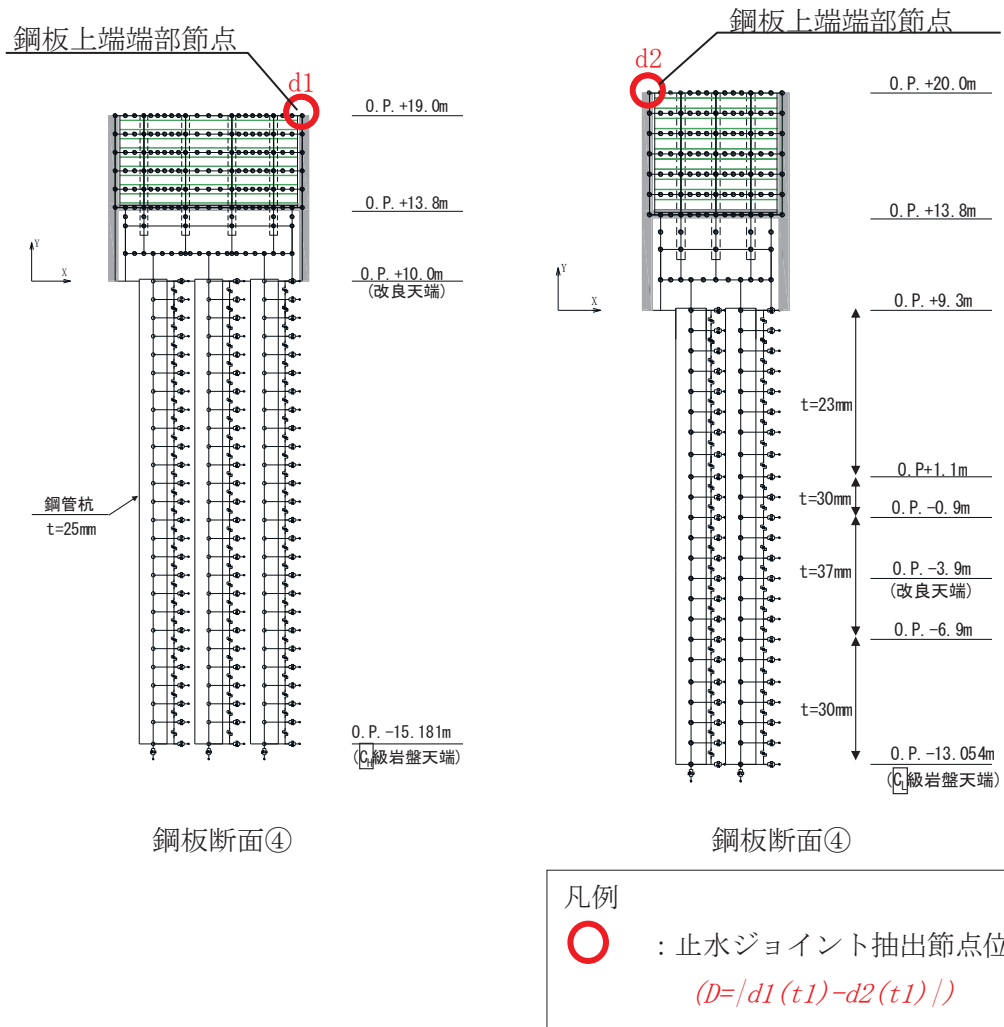 鋼板上端端部節点
d1
O.P.+19.0m
O.P.+13.8m
Y
X
O.P.+10.0m
(改良天端)
鋼管杭
t=25mm
O.P.-15.181m
(CH級岩盤天端)
鋼板断面④
鋼板上端端部節点
d2
O.P.+20.0m
O.P.+13.8m
Y
X
O.P.+9.3m
t=23mm
O.P+1.1m
t=30mm
O.P.-0.9m
t=37mm
O.P.-3.9m
(改良天端)
O.P.-6.9m
t=30mm
O.P.-13.054m
(CL級岩盤天端)
鋼板断面④
凡例
:止水ジョイント抽出節点位
(D=|d1(t1)-d2(t1)|)